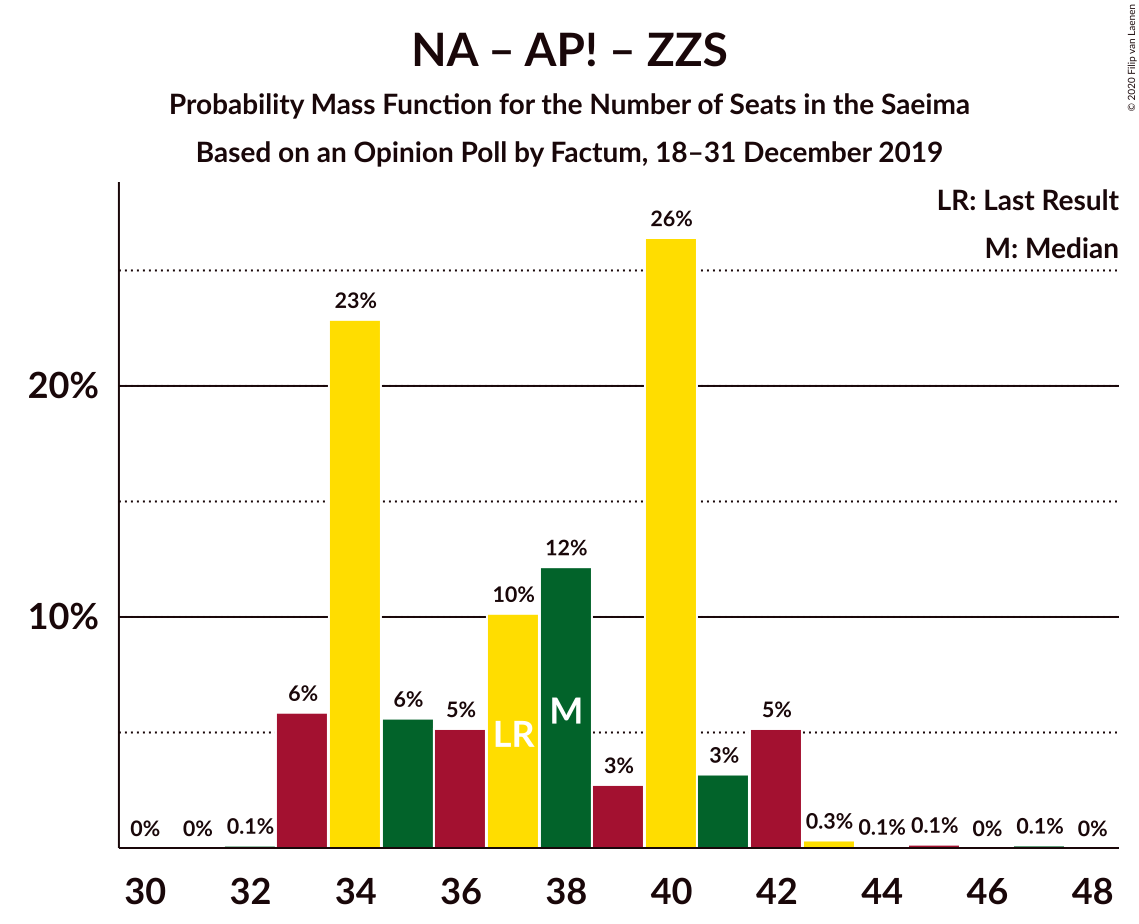 NA – AP! – ZZS
Probability Mass Function for the Number of Seats in the Saeima
Based on an Opinion Poll by Factum, 18–31 December 2019
© 2020 Filip van Laenen
LR: Last Result
M: Median
26%
23%
20%
12%
10%
10%
6%
6%
5%
LR
M
3%
3%
5%
0%
0%
0.1%
0.3%
0.1%
0.1%
0%
0.1%
0%
30 32 34 36 38 40 42 44 46 48